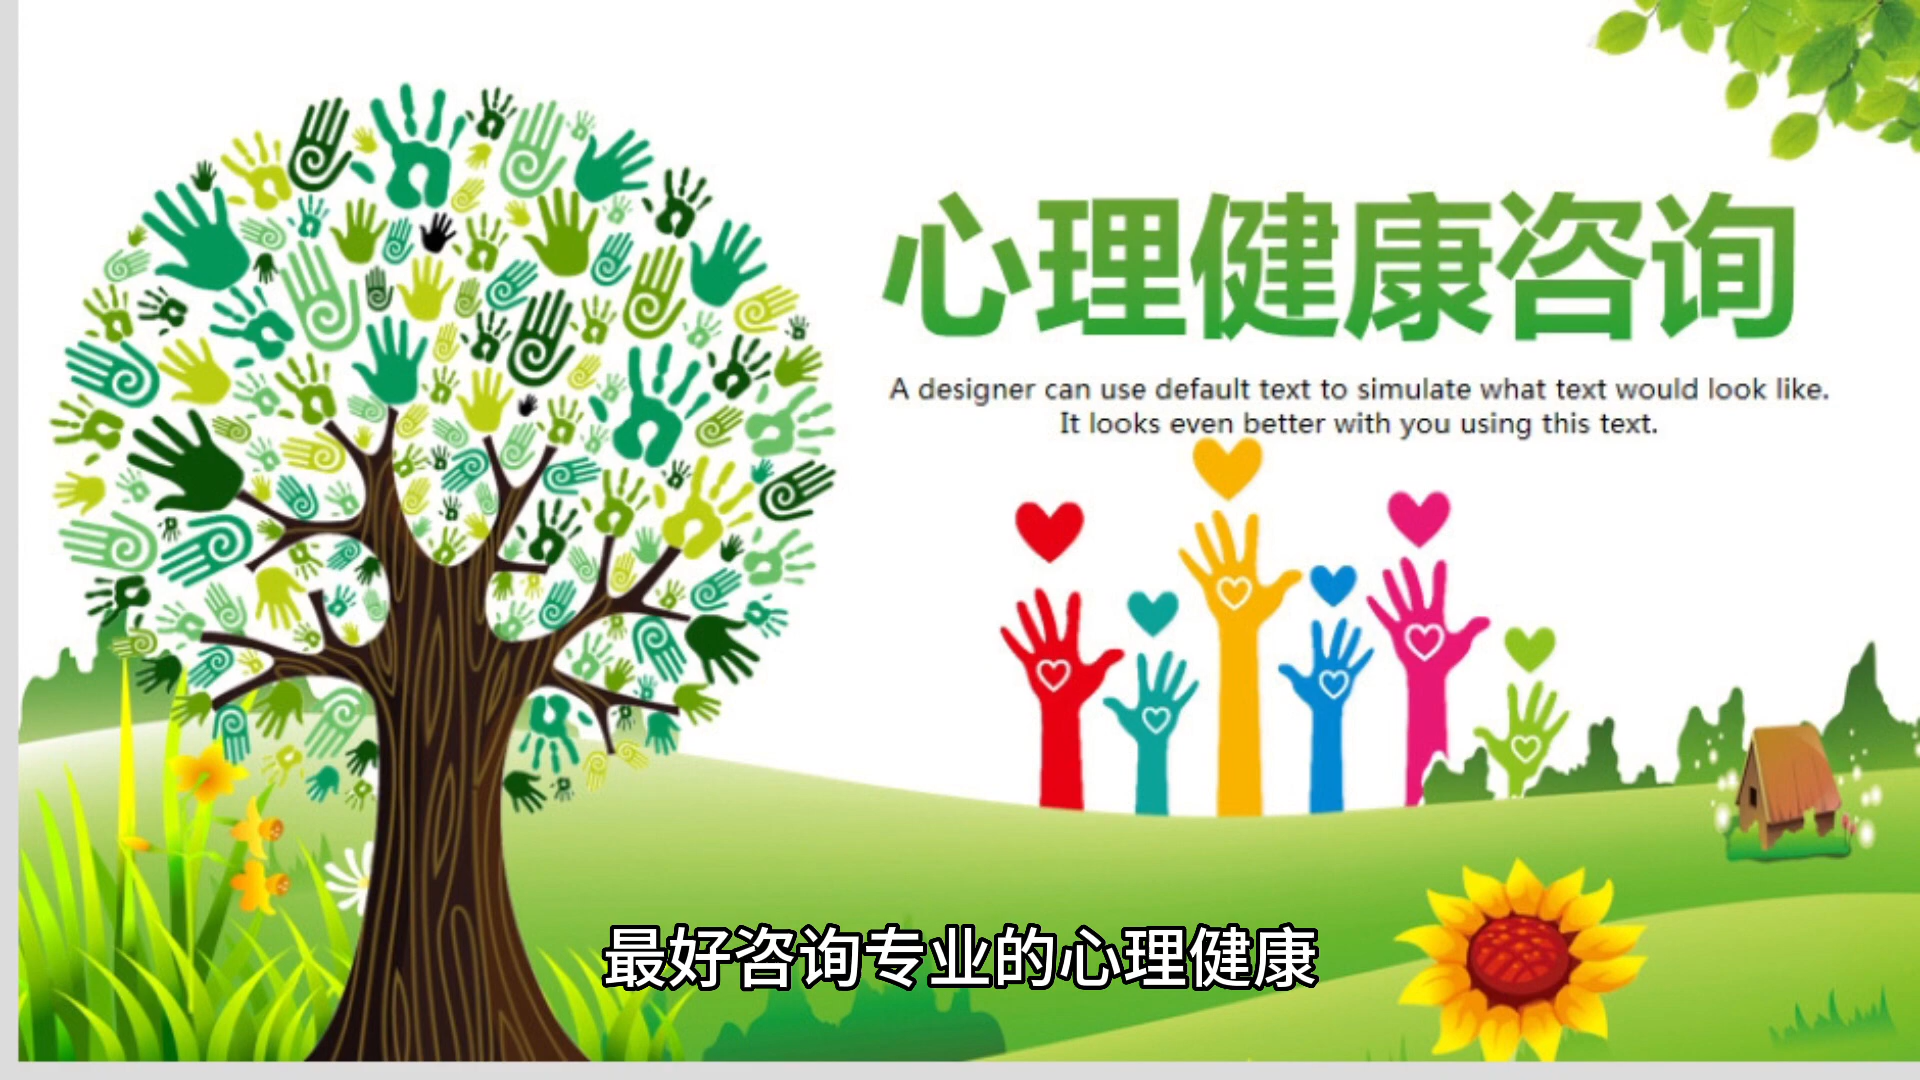 心理健康咨询
A designer can use default text to simulate what text would look like.
It looks even better with you using this text.
最好咨询专业的心理健康